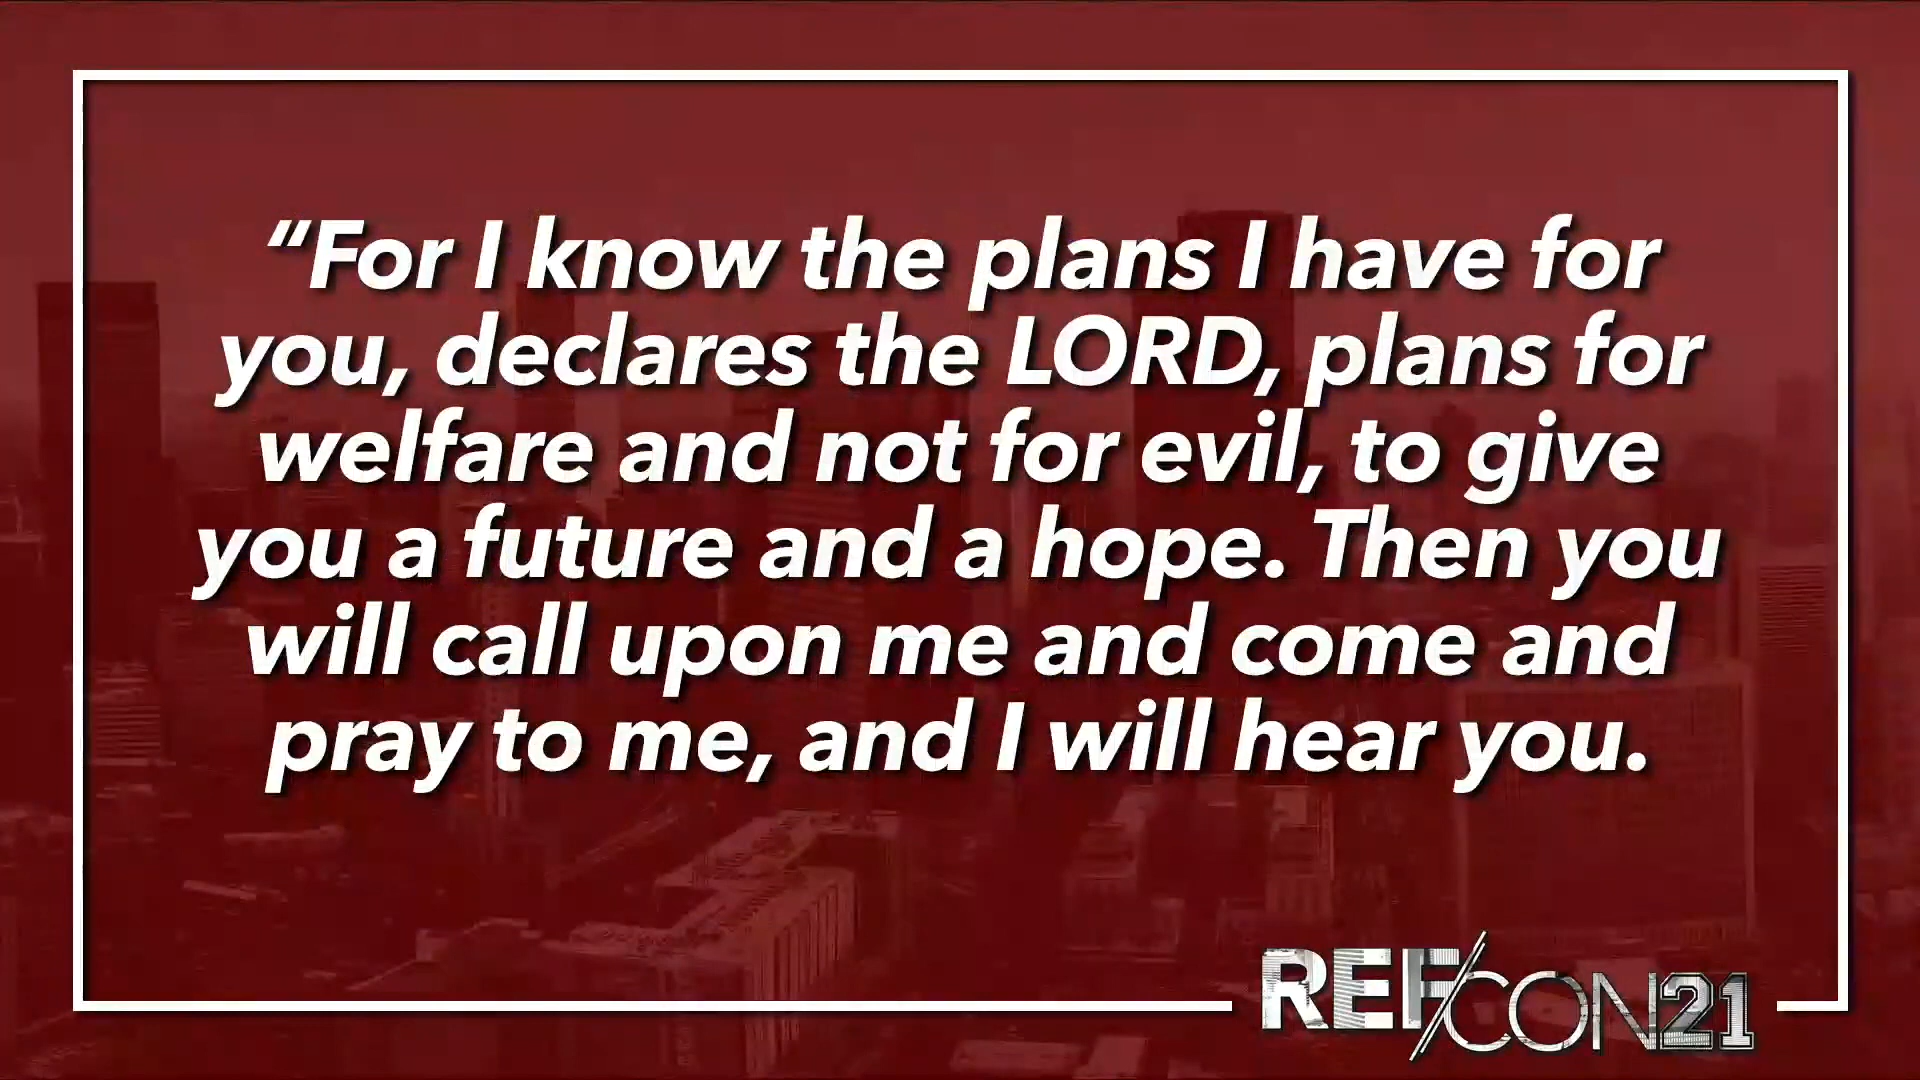 “For I know the plans I have for
you, declares the LORD, plans for
welfare and not for evil, to give
you a future and a hope. Then you
will call upon me and come and
pray to me, and I will hear you.
REF/CON21